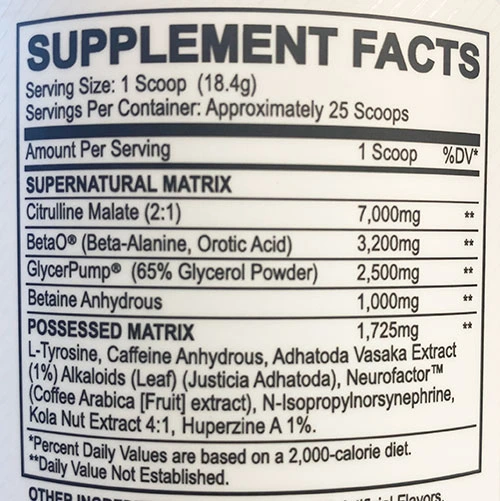 SUPPLEMENT FACTS
Serving Size: 1 Scoop (18.4g)
Servings Per Container: Approximately 25 Scoops
Amount Per Serving 1 Scoop %DV*
SUPERNATURAL MATRIX
Citrulline Malate (2:1) 7,000mg **
BetaO® (Beta-Alanine, Orotic Acid) 3,200mg **
GlycerPump® (65% Glycerol Powder) 2,500mg **
Betaine Anhydrous 1,000mg **
POSSESSED MATRIX 1,725mg **
L-Tyrosine, Caffeine Anhydrous, Adhatoda Vasaka Extract
(1%) Alkaloids (Leaf) (Justicia Adhatoda), Neurofactor™
(Coffee Arabica [Fruit] extract), N-Isopropylnorsynephrine,
Kola Nut Extract 4:1, Huperzine A 1%.
*Percent Daily Values are based on a 2,000-calorie diet.
**Daily Value Not Established.
OTHER Flavors,